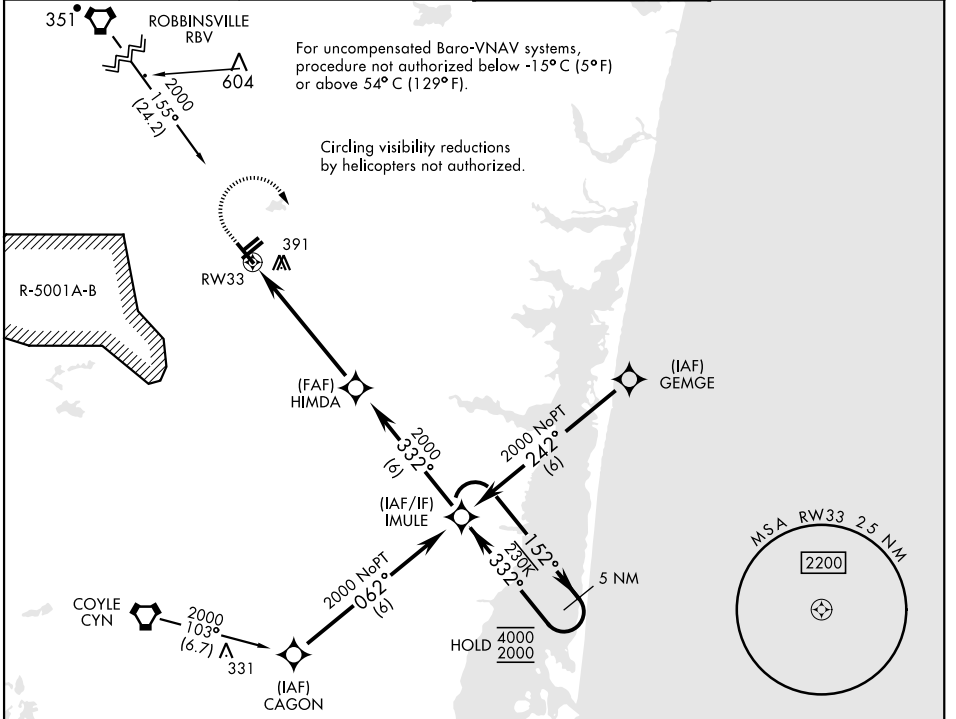 351
ROBBINSVILLE
RBV
For uncompensated Baro-VNAV systems,
procedure not authorized below -15°C (5°F)
or above 54°C (129°F).
604
2000
155°
(24.2)
Circling visibility reductions
by helicopters not authorized.
391
RW33
R-5001A-B
(FAF)
HIMDA
(IAF)
GEMGE
2000
332°
(6)
2000 NoPT
242°
(6)
(IAF/IF)
IMULE
152°
230K
332°
5 NM
HOLD
4000
2000
2000 NoPT
062°
(6)
COYLE
CYN
2000
103°
(6.7)
331
(IAF)
CAGON
MSA RW33 25 NM
2200